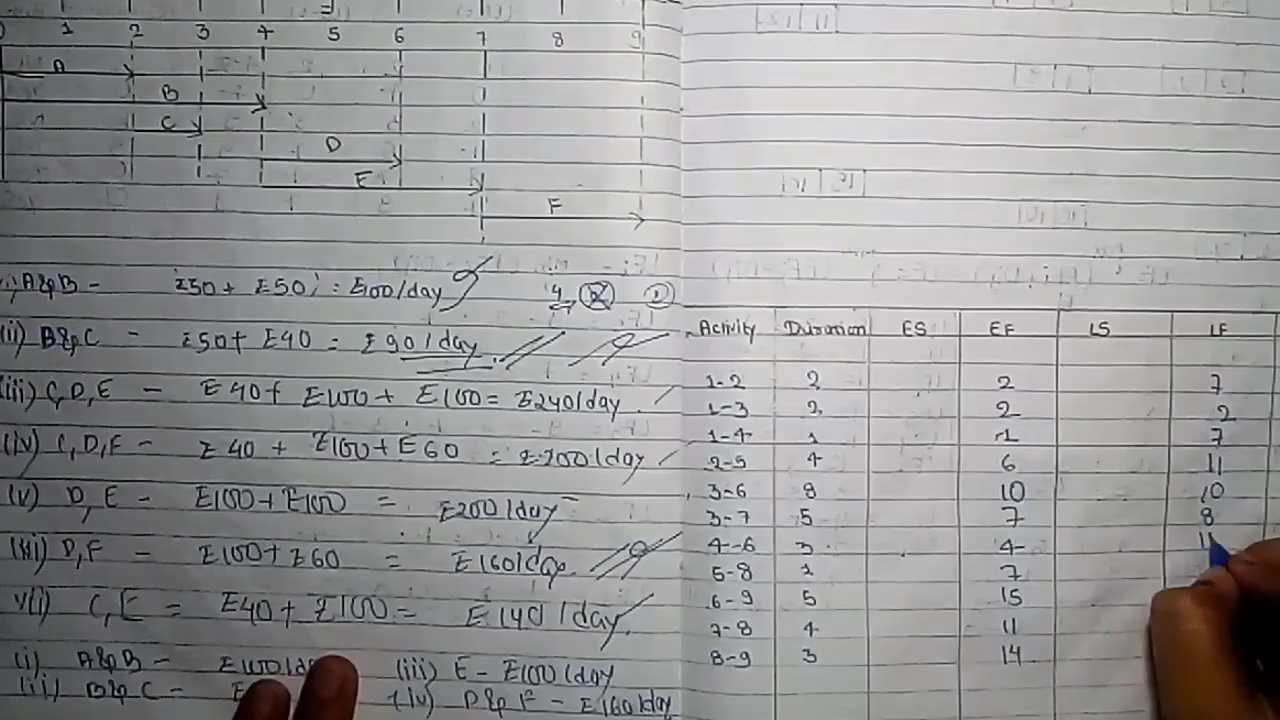 1 2 3 4 5 6 7 8 9
A
B
C
D
E
F
i) A&B - £50 + £50 = £100/day
(ii) B&C - £50 + £40 = £90/day
(iii) C,D,E - £40 + £100 + £100 = £240/day
(iv) C,D,F - £40 + £100 + £60 = £200/day
(v) D,E - £100 + £100 = £200/day
D,F = £100 + £60 = £160/day
C,E = £40 + £100 = £140/day
(i) A&B - (iii) E - £100/day
(ii) B&C - (iv) D&F - £160/day
Activity Duration ES EF LS LF
1-2 2 2 7
1-3 2 2 2
1-4 1 1 7
2-5 4 6 11
3-6 8 10 10
3-7 5 7 8
4-6 3 4
5-8 1 7
6-9 5 15
7-8 4 11
8-9 3 14